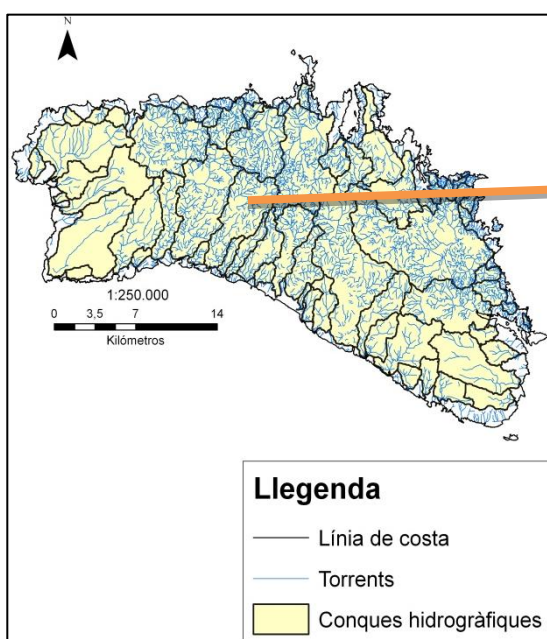 N
1:250.000
0 3,5 7 14
Kilómetros
Llegenda
Línia de costa
Torrents
Conques hidrogràfiques